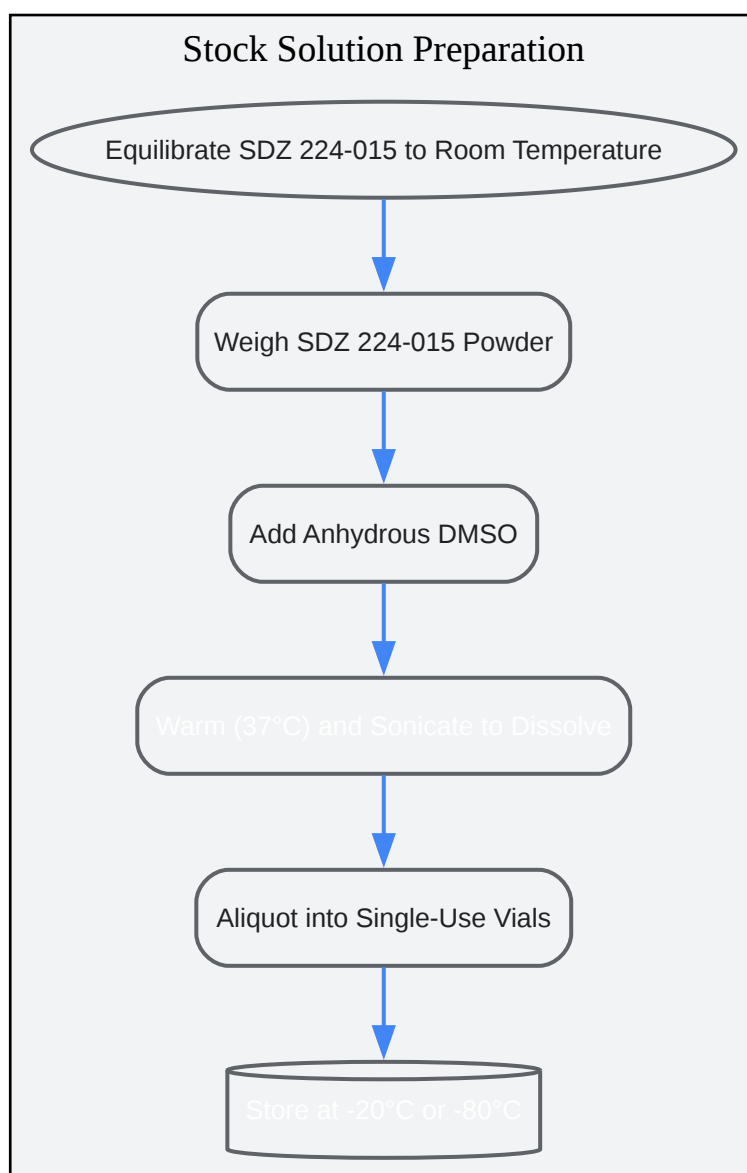 Stock Solution Preparation
Equilibrate SDZ 224-015 to Room Temperature
Weigh SDZ 224-015 Powder
Add Anhydrous DMSO
Warm (37°C) and Sonicate to Dissolve
Aliquot into Single-Use Vials
Store at -20°C or -80°C